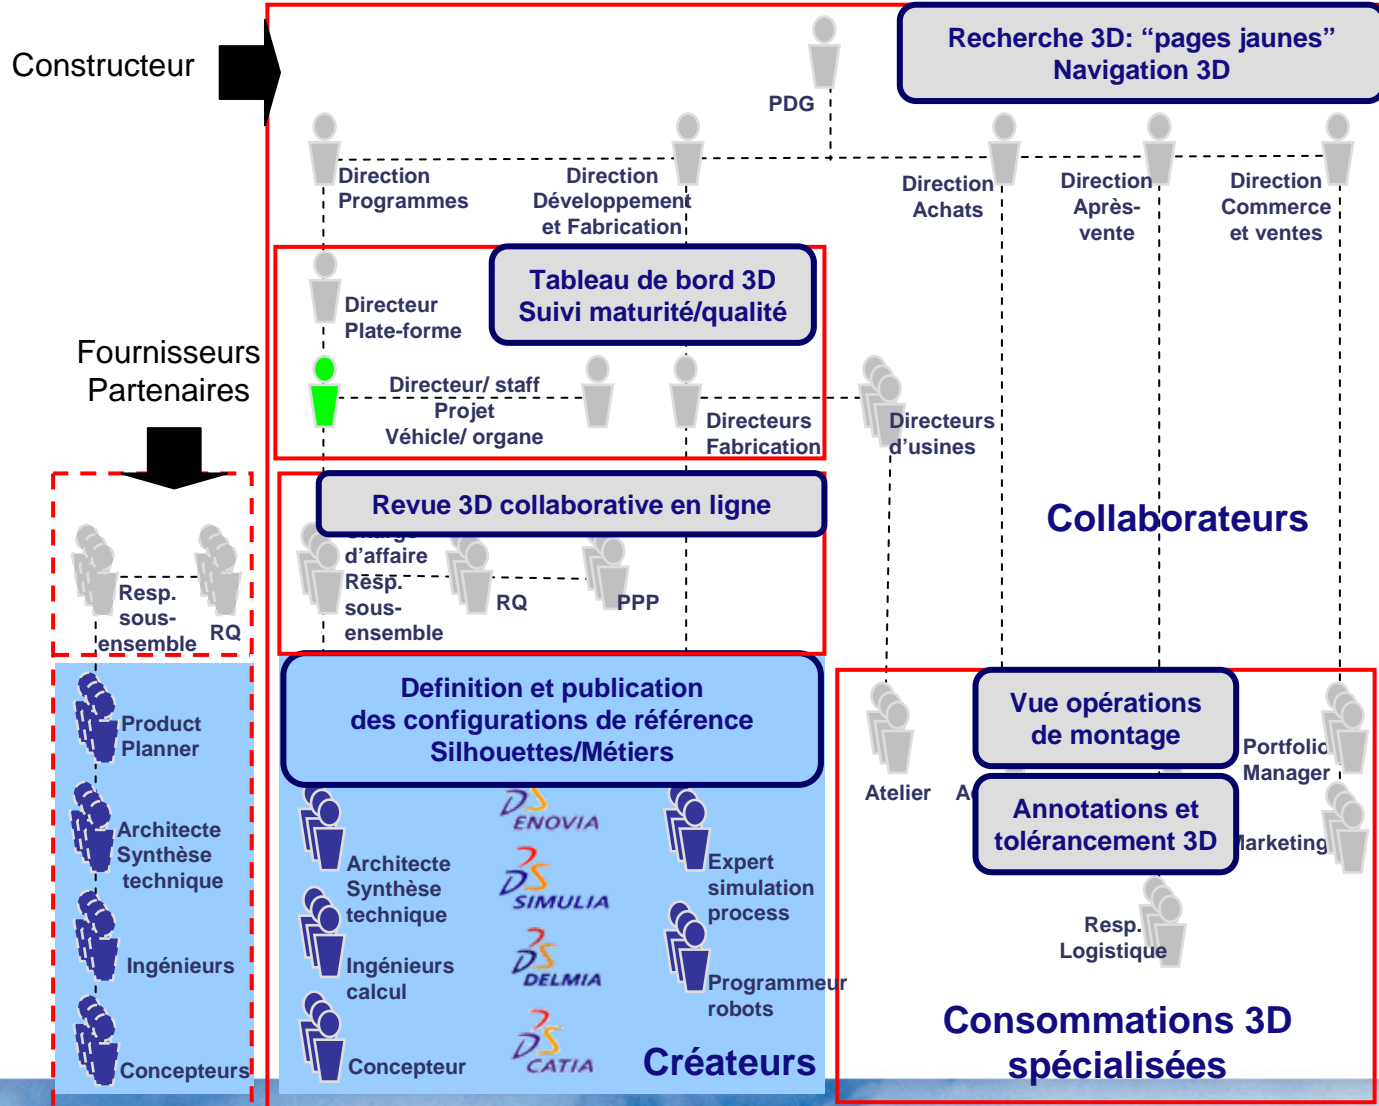 Constructeur
Recherche 3D: “pages jaunes”
Navigation 3D
PDG
Direction
Programmes
Direction
Développement
et Fabrication
Direction
Achats
Direction
Après-
vente
Direction
Commerce
et ventes
Tableau de bord 3D
Suivi maturité/qualité
Directeur
Plate-forme
Fournisseurs
Partenaires
Directeur/ staff
Projet
Véhicle/ organe
Directeurs
Fabrication
Directeurs
d'usines
Revue 3D collaborative en ligne
Collaborateurs
d'affaire
Resp.
sous-
ensemble
RQ
PPP
Resp.
sous-
ensemble
RQ
Definition et publication
des configurations de référence
Silhouettes/Métiers
Vue opérations
de montage
Product
Planner
Portfolio
Manager
Atelier
Annotations et
tolérancement 3D
Marketing
ENOVIA
Architecte
Synthèse
technique
Architecte
Synthèse
technique
SIMULIA
Expert
simulation
process
Resp.
Logistique
Ingénieurs
Ingénieurs
calcul
DELMIA
Programmeur
robots
Concepteurs
Concepteur
CATIA
Créateurs
Consommations 3D
spécialisées